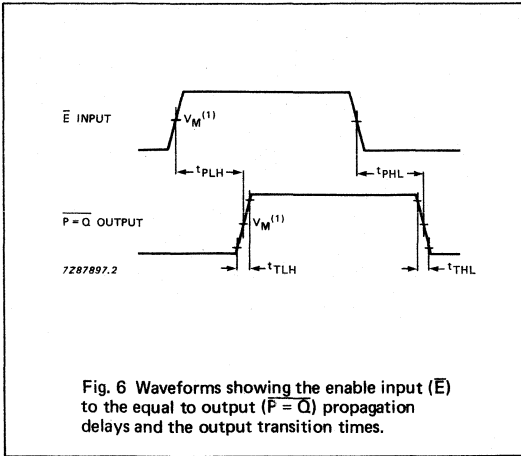 E̅ INPUT
V_M⁽¹⁾
t_PLH
t_PHL
P̅ ̅=̅ ̅Q̅ OUTPUT
V_M⁽¹⁾
7Z87897.2
t_TLH
t_THL
Fig. 6 Waveforms showing the enable input (E̅)
to the equal to output (P̅ ̅=̅ ̅Q̅) propagation
delays and the output transition times.